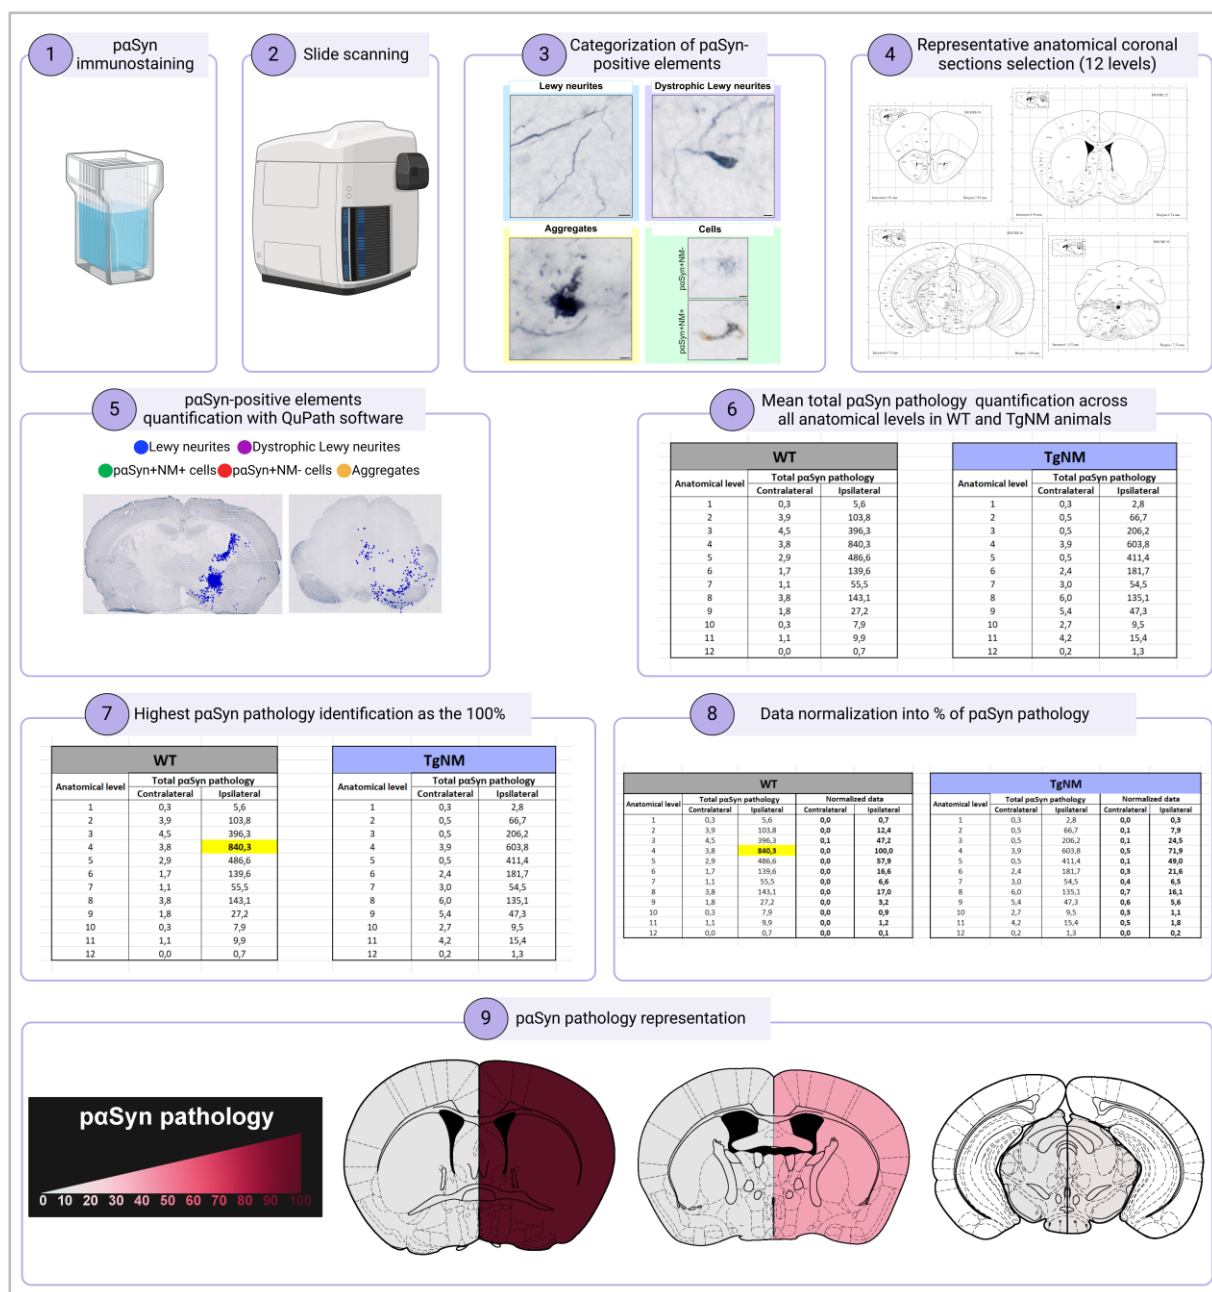 1
pαSyn
immunostaining
2
Slide scanning
3
Categorization of pαSyn-
positive elements
Lewy neurites
Dystrophic Lewy neurites
Aggregates
Cells
pαSyn+NM-
pαSyn+NM+
4
Representative anatomical coronal
sections selection (12 levels)
5
pαSyn-positive elements
quantification with QuPath software
Lewy neurites Dystrophic Lewy neurites
pαSyn+NM+ cells pαSyn+NM- cells Aggregates
6
Mean total pαSyn pathology quantification across
all anatomical levels in WT and TgNM animals
WT
Anatomical level Total pαSyn pathology
Contralateral Ipsilateral
1 0,3 5,6
2 3,9 103,8
3 4,5 396,3
4 3,8 840,3
5 2,9 486,6
6 1,7 139,6
7 1,1 55,5
8 3,8 143,1
9 1,8 27,2
10 0,3 7,9
11 1,1 9,9
12 0,0 0,7
TgNM
Anatomical level Total pαSyn pathology
Contralateral Ipsilateral
1 0,3 2,8
2 0,5 66,7
3 0,5 206,2
4 3,9 603,8
5 0,5 411,4
6 2,4 181,7
7 3,0 54,5
8 6,0 135,1
9 5,4 47,3
10 2,7 9,5
11 4,2 15,4
12 0,2 1,3
7
Highest pαSyn pathology identification as the 100%
WT
Anatomical level Total pαSyn pathology
Contralateral Ipsilateral
1 0,3 5,6
2 3,9 103,8
3 4,5 396,3
4 3,8 840,3
5 2,9 486,6
6 1,7 139,6
7 1,1 55,5
8 3,8 143,1
9 1,8 27,2
10 0,3 7,9
11 1,1 9,9
12 0,0 0,7
TgNM
Anatomical level Total pαSyn pathology
Contralateral Ipsilateral
1 0,3 2,8
2 0,5 66,7
3 0,5 206,2
4 3,9 603,8
5 0,5 411,4
6 2,4 181,7
7 3,0 54,5
8 6,0 135,1
9 5,4 47,3
10 2,7 9,5
11 4,2 15,4
12 0,2 1,3
8
Data normalization into % of pαSyn pathology
WT
Anatomical level Total pαSyn pathology Normalized data
Contralateral Ipsilateral Contralateral Ipsilateral
1 0,3 5,6 0,0 0,7
2 3,9 103,8 0,0 12,4
3 4,5 396,3 0,1 47,2
4 3,8 840,3 0,0 100,0
5 2,9 486,6 0,0 57,9
6 1,7 139,6 0,0 16,6
7 1,1 55,5 0,0 6,6
8 3,8 143,1 0,0 17,0
9 1,8 27,2 0,0 3,2
10 0,3 7,9 0,0 0,9
11 1,1 9,9 0,0 1,2
12 0,0 0,7 0,0 0,1
TgNM
Anatomical level Total pαSyn pathology Normalized data
Contralateral Ipsilateral Contralateral Ipsilateral
1 0,3 2,8 0,0 0,3
2 0,5 66,7 0,1 7,9
3 0,5 206,2 0,1 24,5
4 3,9 603,8 0,5 71,9
5 0,5 411,4 0,1 49,0
6 2,4 181,7 0,3 21,6
7 3,0 54,5 0,4 6,5
8 6,0 135,1 0,7 16,1
9 5,4 47,3 0,6 5,6
10 2,7 9,5 0,3 1,1
11 4,2 15,4 0,5 1,8
12 0,2 1,3 0,0 0,2
9
pαSyn pathology representation
pαSyn pathology
0 10 20 30 40 50 60 70 80 90 100